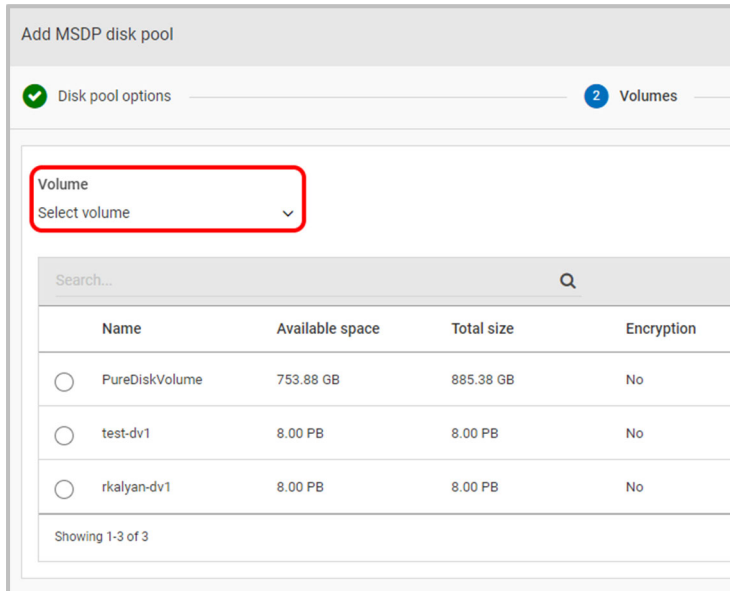 Add MSDP disk pool
Disk pool options
2 Volumes
Volume
Select volume
Search...
Name Available space Total size Encryption
PureDiskVolume 753.88 GB 885.38 GB No
test-dv1 8.00 PB 8.00 PB No
rkalyan-dv1 8.00 PB 8.00 PB No
Showing 1-3 of 3